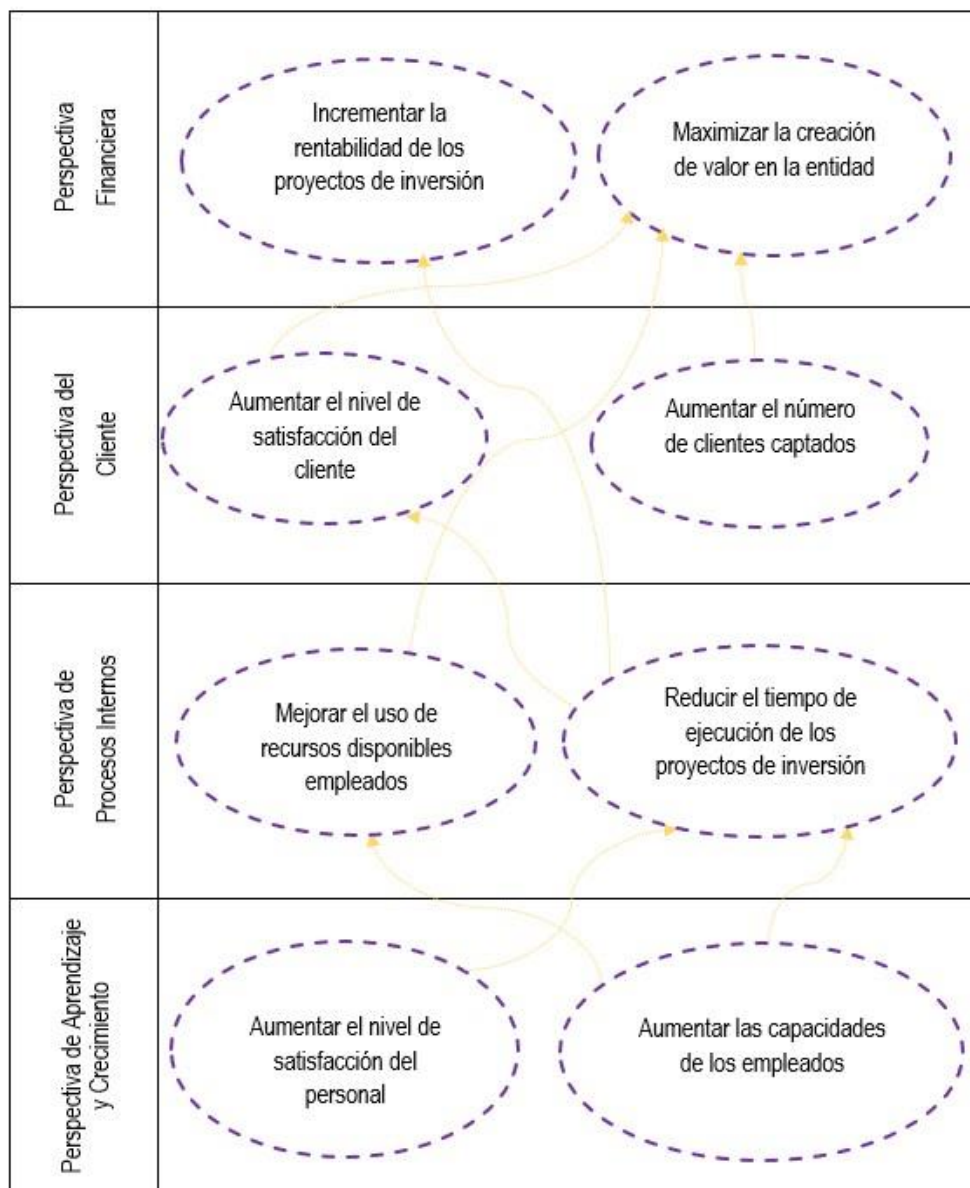 Perspectiva
Financiera
Incrementar la
rentabilidad de los
proyectos de inversión
Maximizar la creación
de valor en la entidad
Perspectiva del
Cliente
Aumentar el nivel de
satisfacción del
cliente
Aumentar el número
de clientes captados
Perspectiva de
Procesos Internos
Mejorar el uso de
recursos disponibles
empleados
Reducir el tiempo de
ejecución de los
proyectos de inversión
Perspectiva de Aprendizaje
y Crecimiento
Aumentar el nivel de
satisfacción del
personal
Aumentar las capacidades
de los empleados